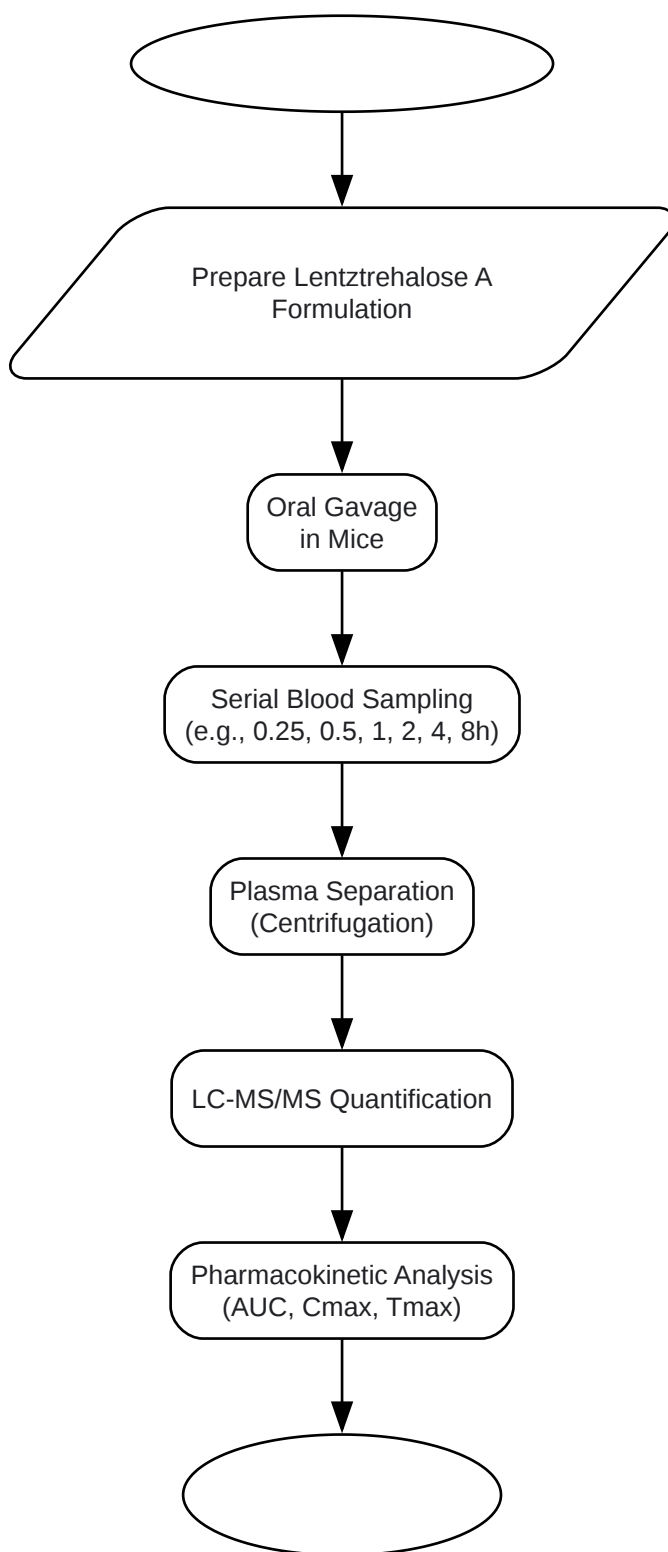 Prepare Lentztrehalose A
Formulation
Oral Gavage
in Mice
Serial Blood Sampling
(e.g., 0.25, 0.5, 1, 2, 4, 8h)
Plasma Separation
(Centrifugation)
LC-MS/MS Quantification
Pharmacokinetic Analysis
(AUC, Cmax, Tmax)